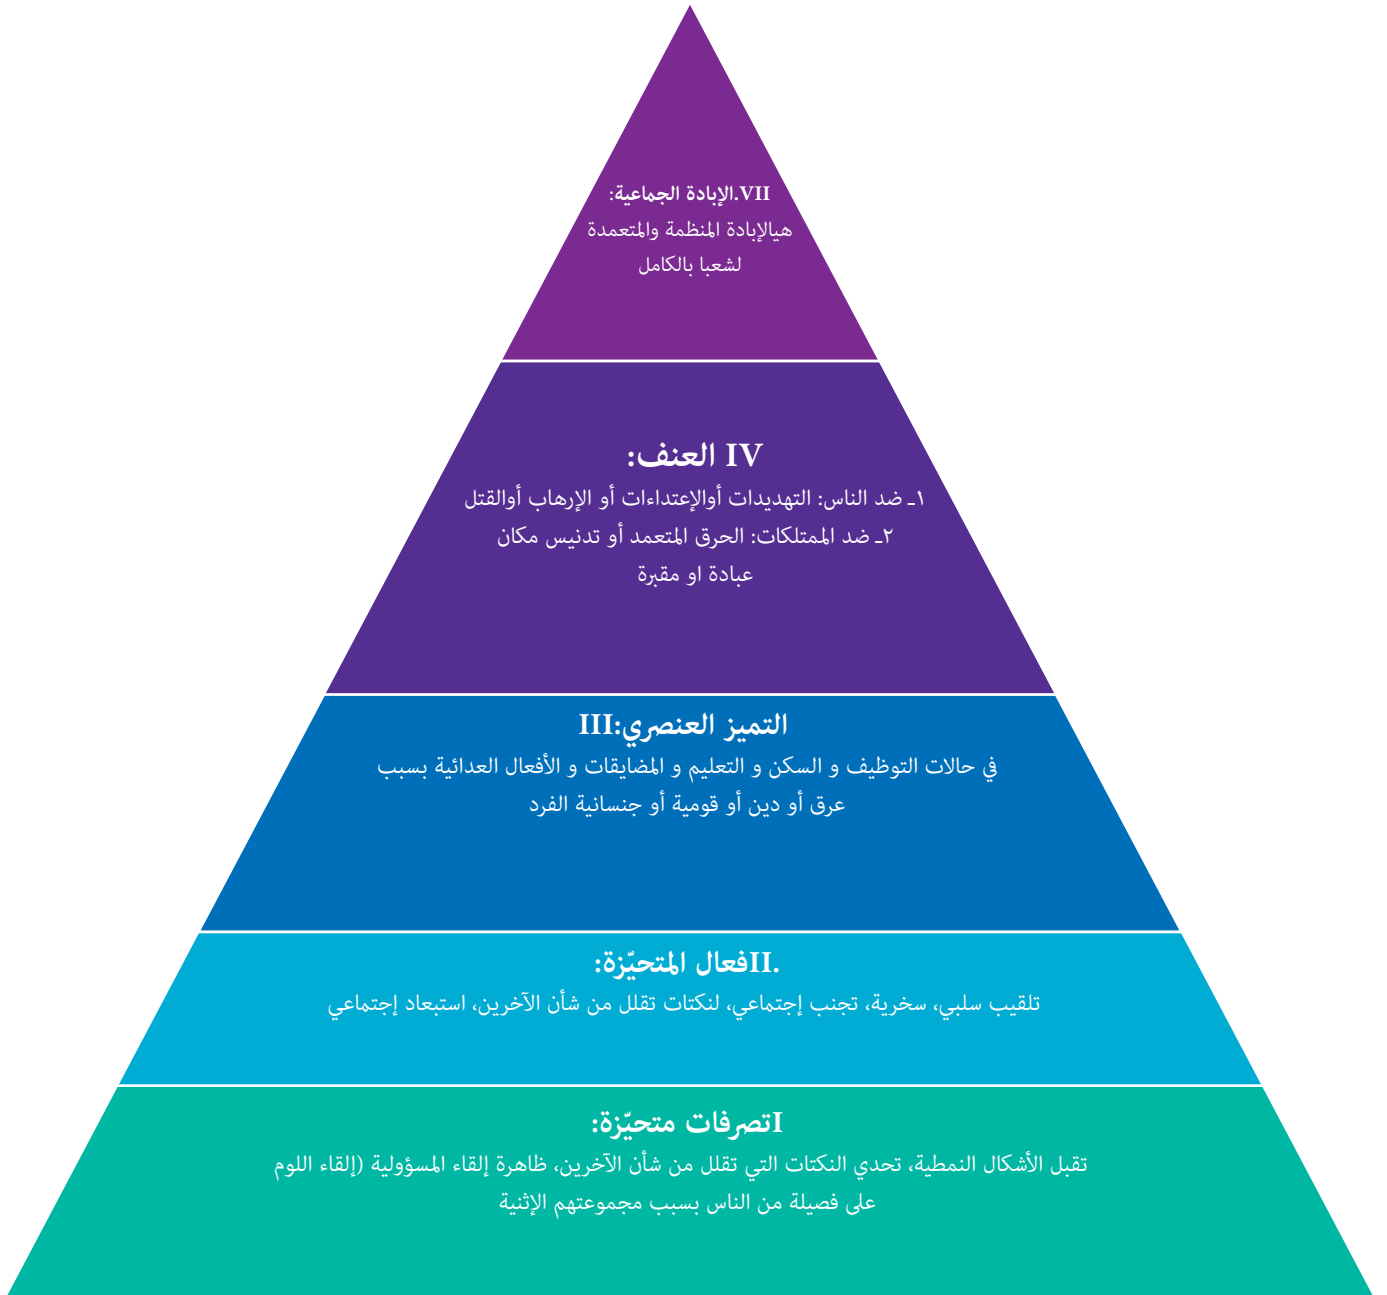 VII.الإبادة الجماعية:
هيالإبادة المنظمة والمتعمدة
لشعبا بالكامل
IV العنف:
١ـ ضد الناس: التهديدات أوالإعتداءات أو الإرهاب أوالقتل
٢ـ ضد الممتلكات: الحرق المتعمد أو تدنيس مكان
عبادة او مقبرة
التميز العنصري:III
في حالات التوظيف و السكن و التعليم و المضايقات و الأفعال العدائية بسبب
عرق أو دين أو قومية أو جنسانية الفرد
.IIفعال المتحيّزة:
تلقيب سلبي، سخرية، تجنب إجتماعي، لنكتات تقلل من شأن الآخرين، استبعاد إجتماعي
Iتصرفات متحيّزة:
تقبل الأشكال النمطية، تحدي النكتات التي تقلل من شأن الآخرين، ظاهرة إلقاء المسؤولية (إلقاء اللوم
على فصيلة من الناس بسبب مجموعتهم الإثنية